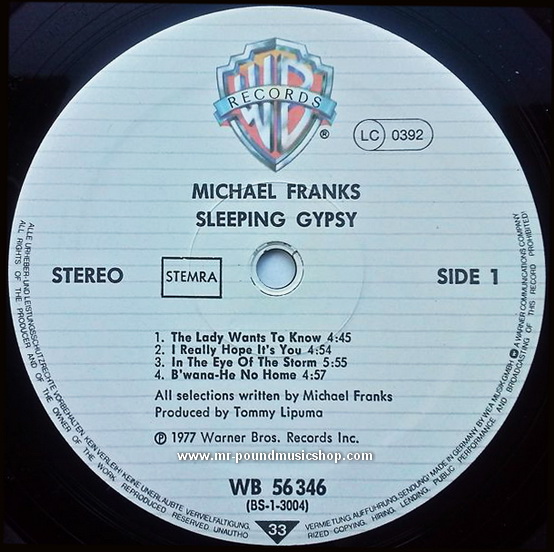 WB
RECORDS
®
LC 0392
MICHAEL FRANKS
SLEEPING GYPSY
STEREO
STEMRA
SIDE 1
1. The Lady Wants To Know 4:45
2. I Really Hope It's You 4:54
3. In The Eye Of The Storm 5:55
4. B'wana-He No Home 4:57
All selections written by Michael Franks
Produced by Tommy Lipuma
℗ 1977 Warner Bros. Records Inc.
www.mr-poundmusicshop.com
WB 56 346
(BS-1-3004)
33
ALLE URHEBER- UND LEISTUNGSSCHUTZRECHTE VORBEHALTEN. KEIN VERLEIH! KEINE UNERLAUBTE VERVIELFÄLTIGUNG, VERMIETUNG, AUFFÜHRUNG, SENDUNG! MADE IN GERMANY BY WEA MUSIK GMBH A WARNER COMMUNICATIONS COMPANY
ALL RIGHTS OF THE PRODUCER AND OF THE OWNER OF THE WORK REPRODUCED RESERVED. UNAUTHORIZED COPYING, HIRING, LENDING, PUBLIC PERFORMANCE AND BROADCASTING OF THIS RECORD PROHIBITED!